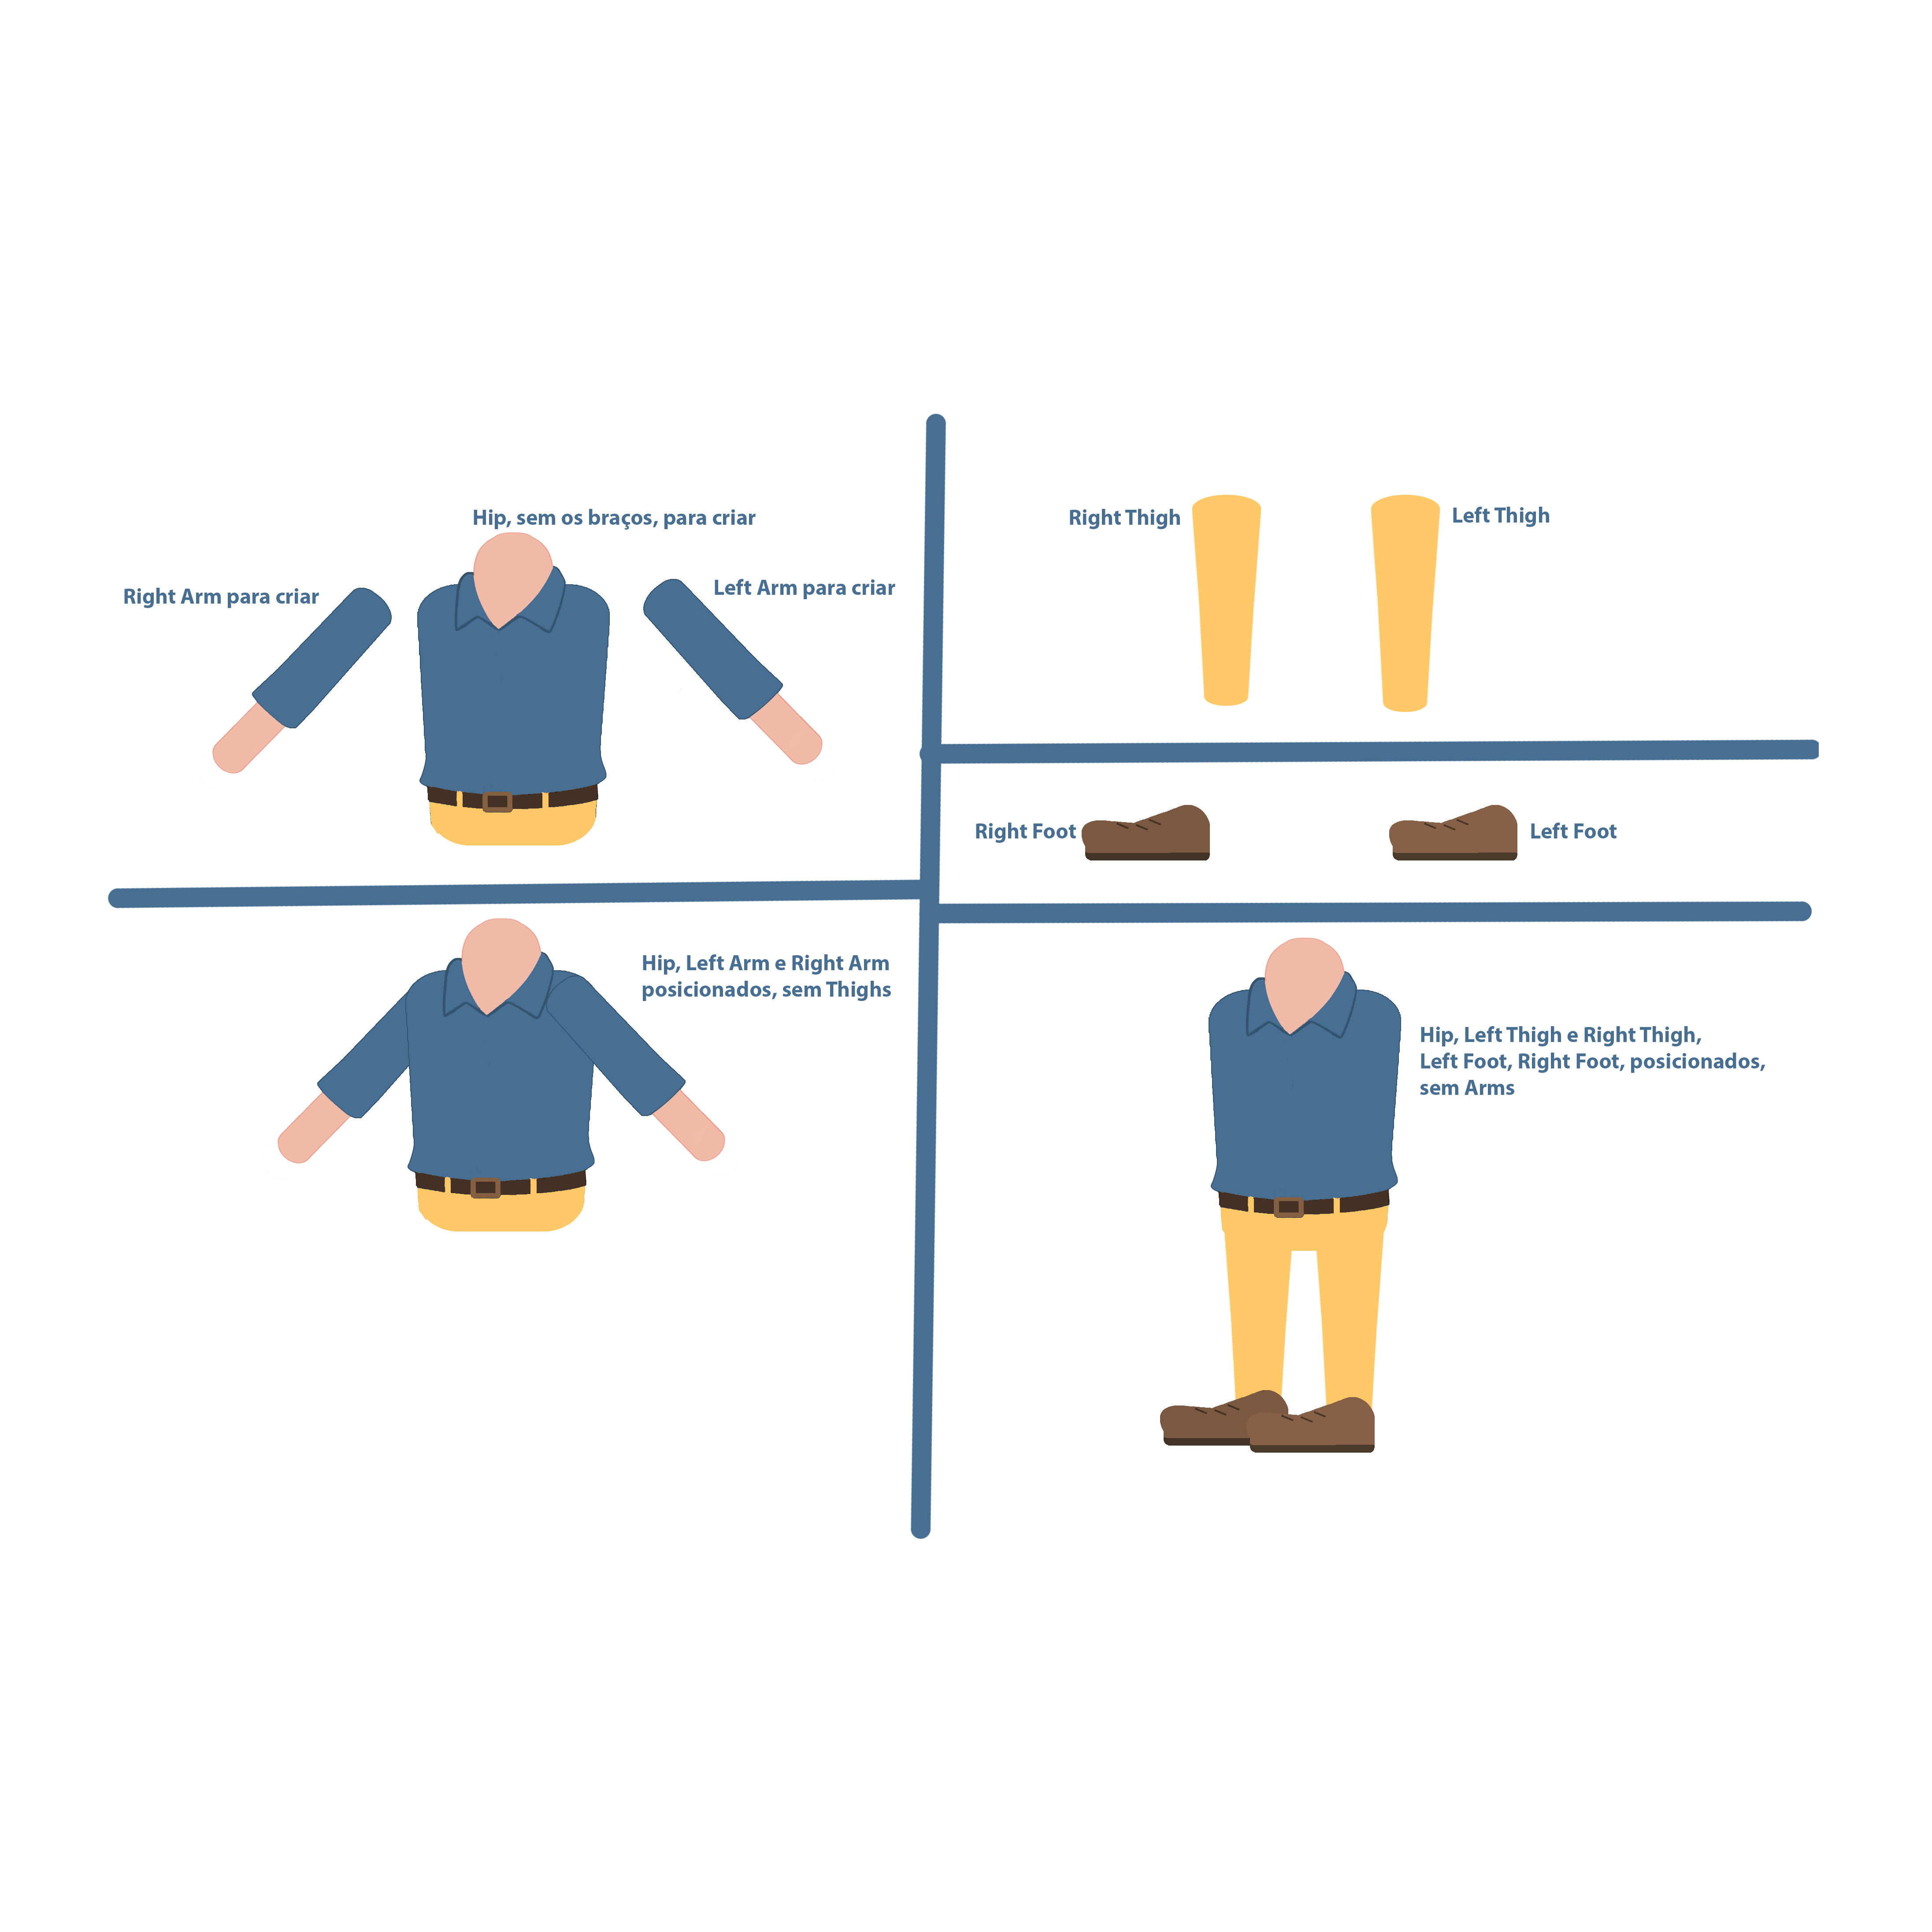 Hip, sem os braços, para criar
Right Arm para criar
Left Arm para criar
Right Thigh
Left Thigh
Right Foot
Left Foot
Hip, Left Arm e Right Arm
posicionados, sem Thighs
Hip, Left Thigh e Right Thigh,
Left Foot, Right Foot, posicionados,
sem Arms